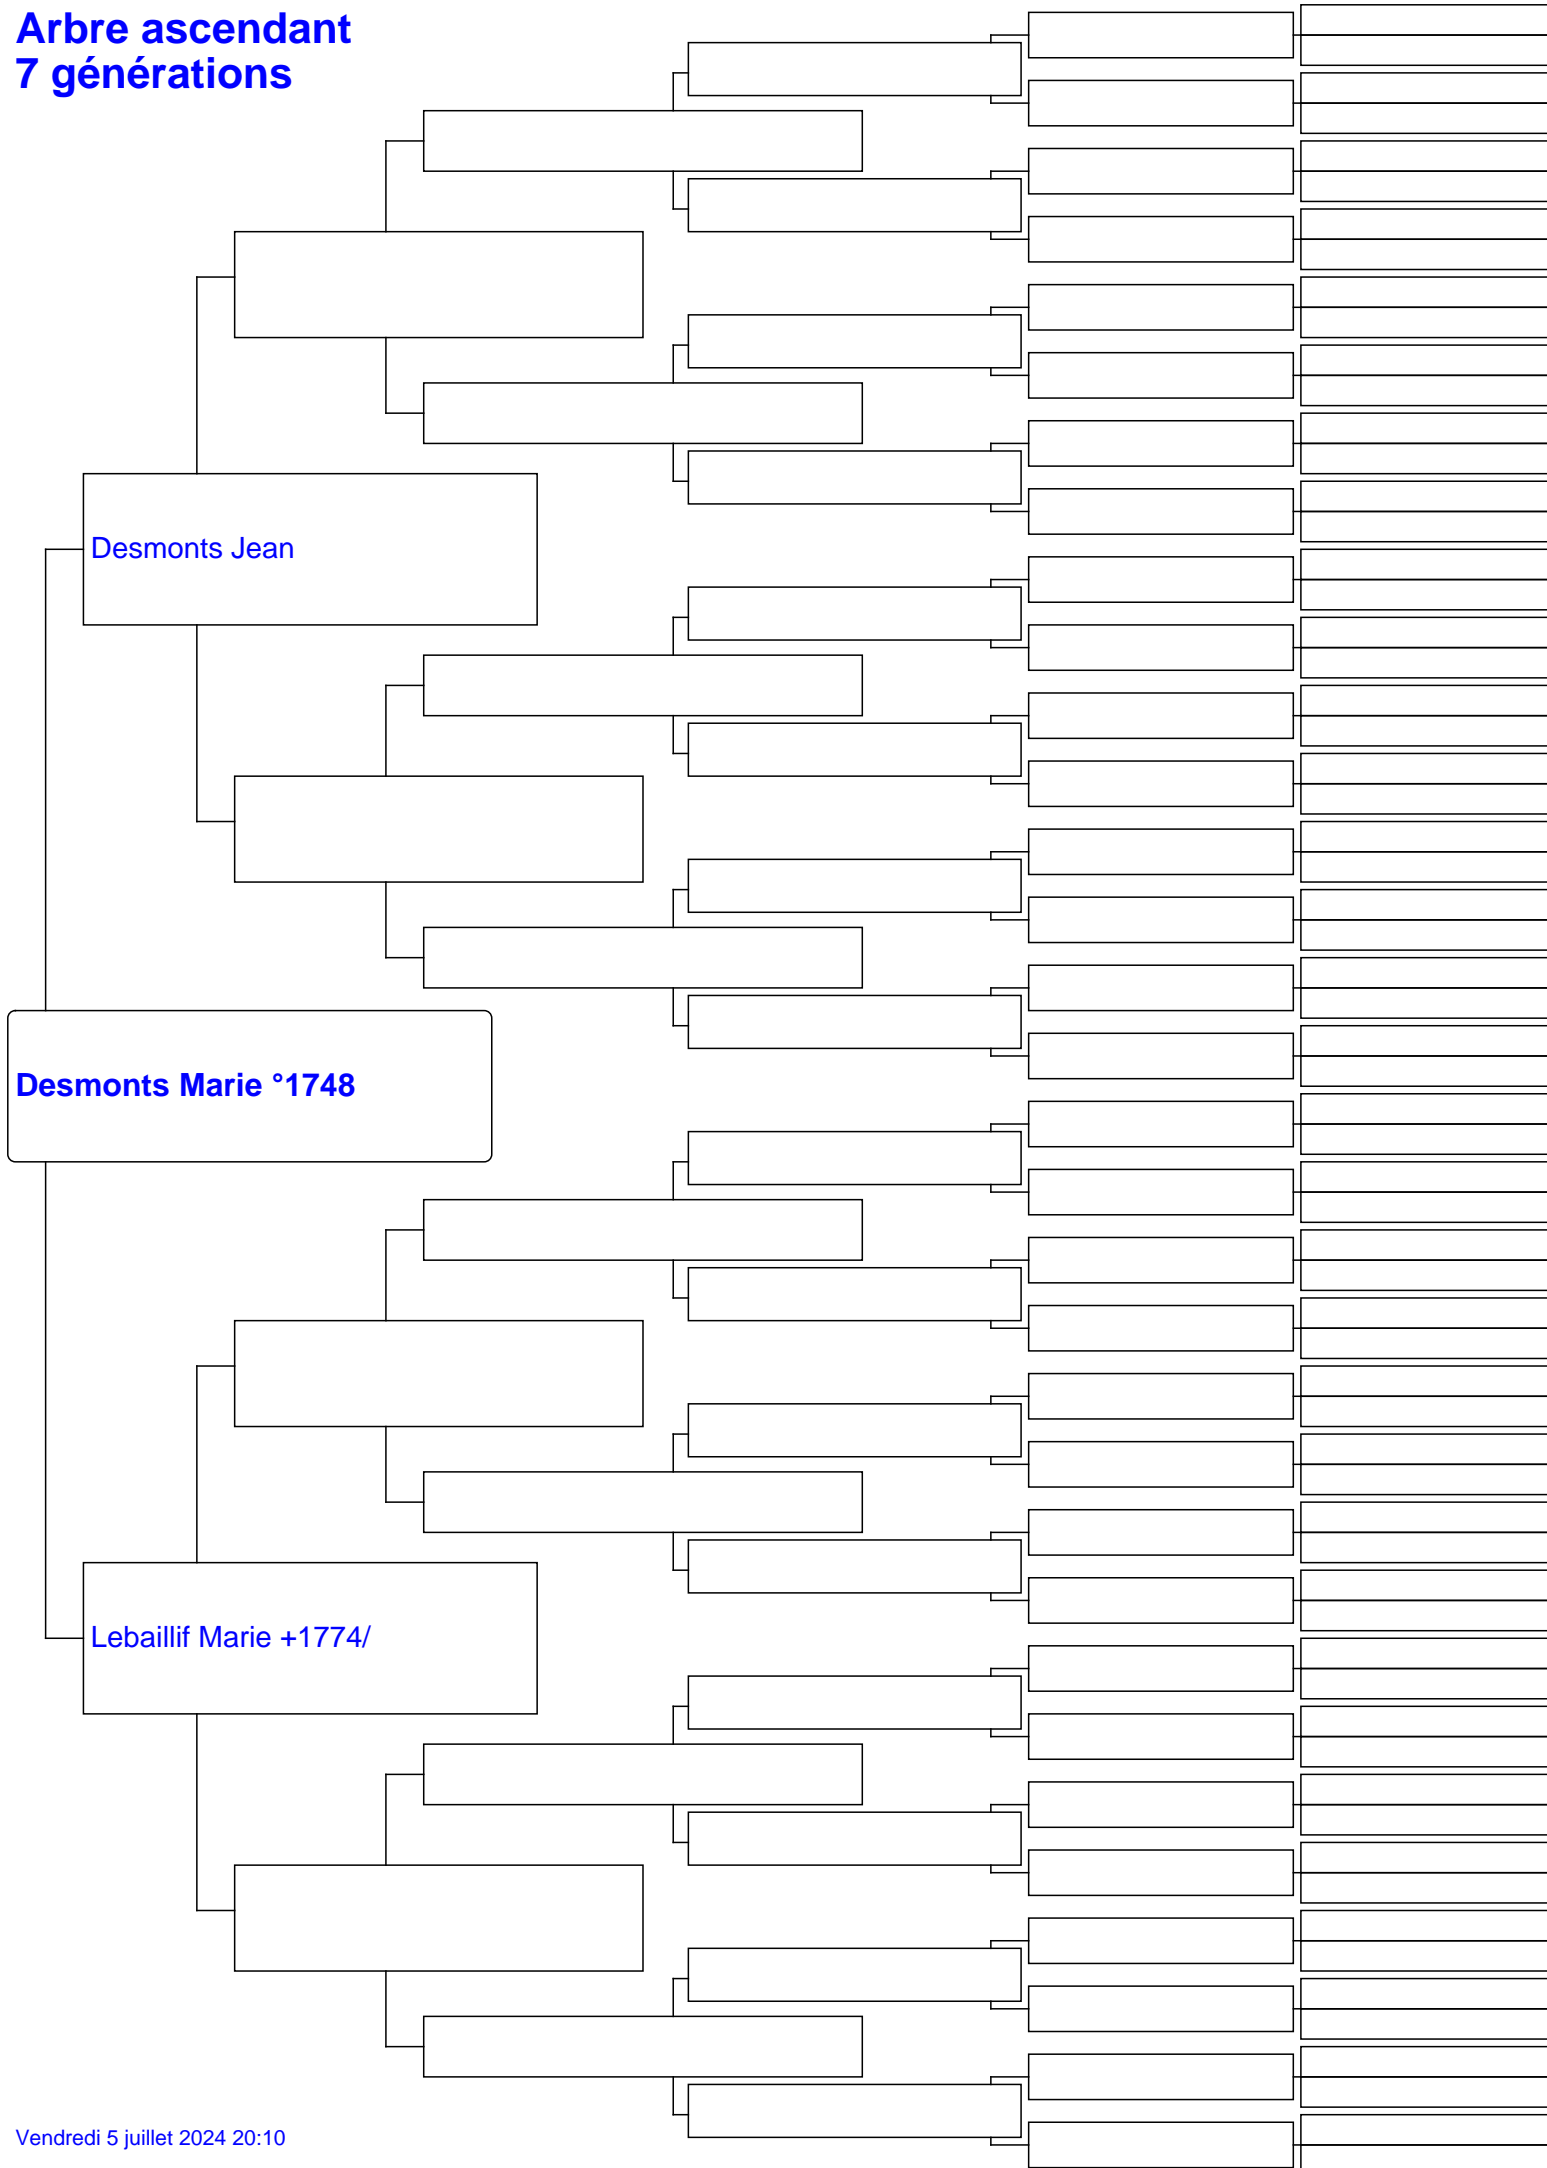 Arbre ascendant
7 générations
Desmonts Jean
Desmonts Marie °1748
Lebaillif Marie +1774/
Vendredi 5 juillet 2024 20:10